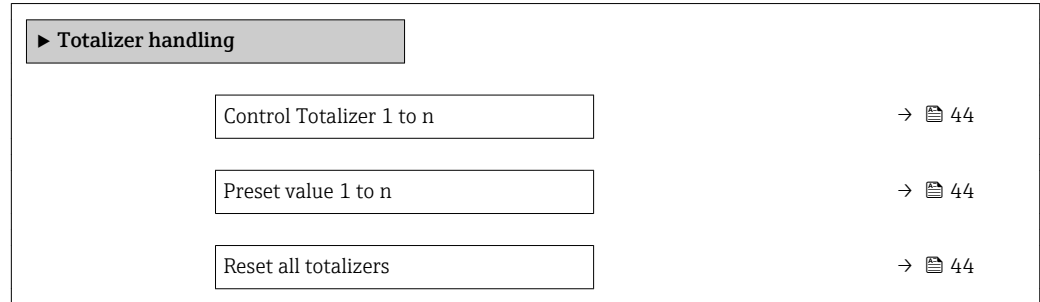 ▶ Totalizer handling
Control Totalizer 1 to n → 🖹 44
Preset value 1 to n → 🖹 44
Reset all totalizers → 🖹 44